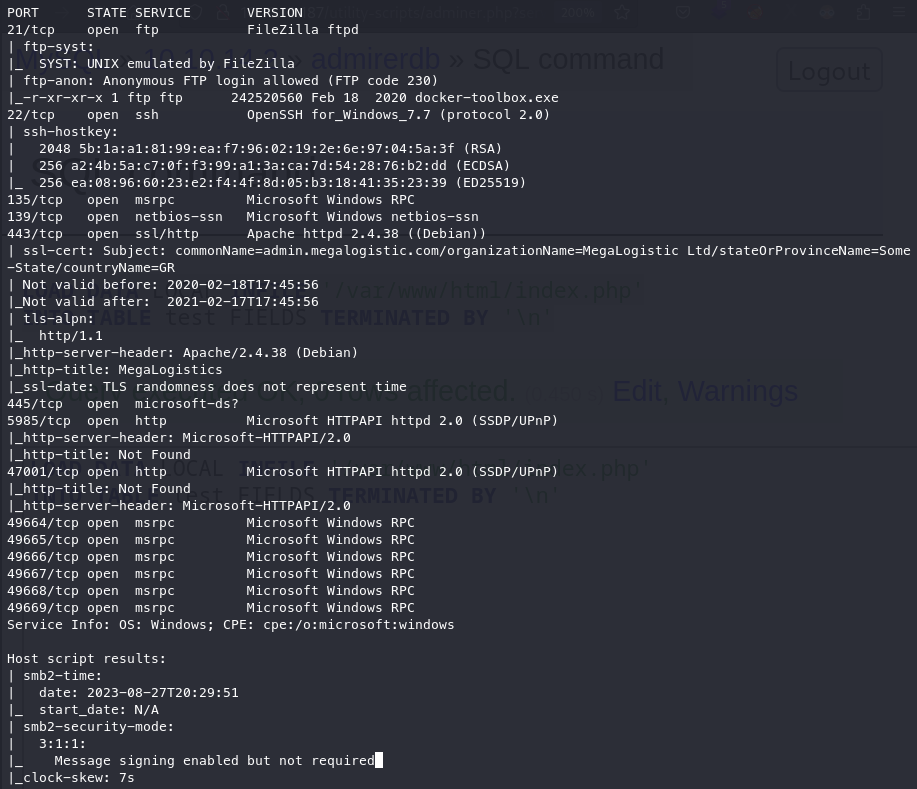 PORT      STATE SERVICE       VERSION
21/tcp    open  ftp           FileZilla ftpd
| ftp-syst:
|_  SYST: UNIX emulated by FileZilla
| ftp-anon: Anonymous FTP login allowed (FTP code 230)
|_-r-xr-xr-x 1 ftp ftp      242520560 Feb 18  2020 docker-toolbox.exe
22/tcp    open  ssh           OpenSSH for_Windows_7.7 (protocol 2.0)
| ssh-hostkey:
|   2048 5b:1a:a1:81:99:ea:f7:96:02:19:2e:6e:97:04:5a:3f (RSA)
|   256 a2:4b:5a:c7:0f:f3:99:a1:3a:ca:7d:54:28:76:b2:dd (ECDSA)
|_  256 ea:08:96:60:23:e2:f4:4f:8d:05:b3:18:41:35:23:39 (ED25519)
135/tcp   open  msrpc         Microsoft Windows RPC
139/tcp   open  netbios-ssn   Microsoft Windows netbios-ssn
443/tcp   open  ssl/http      Apache httpd 2.4.38 ((Debian))
| ssl-cert: Subject: commonName=admin.megalogistic.com/organizationName=MegaLogistic Ltd/stateOrProvinceName=Some
-State/countryName=GR
| Not valid before: 2020-02-18T17:45:56
|_Not valid after:  2021-02-17T17:45:56
| tls-alpn:
|_  http/1.1
|_http-server-header: Apache/2.4.38 (Debian)
|_http-title: MegaLogistics
|_ssl-date: TLS randomness does not represent time
445/tcp   open  microsoft-ds?
5985/tcp  open  http          Microsoft HTTPAPI httpd 2.0 (SSDP/UPnP)
|_http-server-header: Microsoft-HTTPAPI/2.0
|_http-title: Not Found
47001/tcp open  http          Microsoft HTTPAPI httpd 2.0 (SSDP/UPnP)
|_http-title: Not Found
|_http-server-header: Microsoft-HTTPAPI/2.0
49664/tcp open  msrpc         Microsoft Windows RPC
49665/tcp open  msrpc         Microsoft Windows RPC
49666/tcp open  msrpc         Microsoft Windows RPC
49667/tcp open  msrpc         Microsoft Windows RPC
49668/tcp open  msrpc         Microsoft Windows RPC
49669/tcp open  msrpc         Microsoft Windows RPC
Service Info: OS: Windows; CPE: cpe:/o:microsoft:windows

Host script results:
| smb2-time:
|   date: 2023-08-27T20:29:51
|_  start_date: N/A
| smb2-security-mode:
|   3:1:1:
|_    Message signing enabled but not required
|_clock-skew: 7s
admirerdb » SQL command
Logout
'/var/www/html/index.php'
TABLE test FIELDS TERMINATED BY '\n'
Edit, Warnings